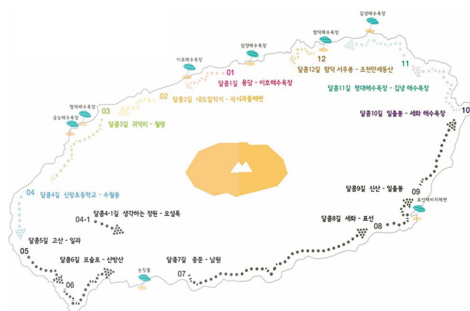 김녕해수욕장
함덕해수욕장
삼양해수욕장
이호해수욕장
협재해수욕장
금능해수욕장
12
달콤12길 함덕 서우봉 - 조천만세동산
11
달콤11길 평대해수욕장 - 김녕 해수욕장
01
달콤1길 용담 - 이호해수욕장
02
달콤2길 내도알작지 - 곽지과물해변
03
달콤3길 귀덕리 - 월령
10
달콤10길 일출봉 - 세화 해수욕장
04
달콤4길 신창초등학교 - 수월봉
04-1
달콤4-1길 생각하는 정원 - 오설록
달콤9길 신산 - 일출봉
09
표선해비치해변
달콤8길 세화 - 표선
08
달콤5길 고산 - 일과
05
달콤6길 모슬포 - 산방산
06
달콤7길 중문 - 남원
07
논짓물